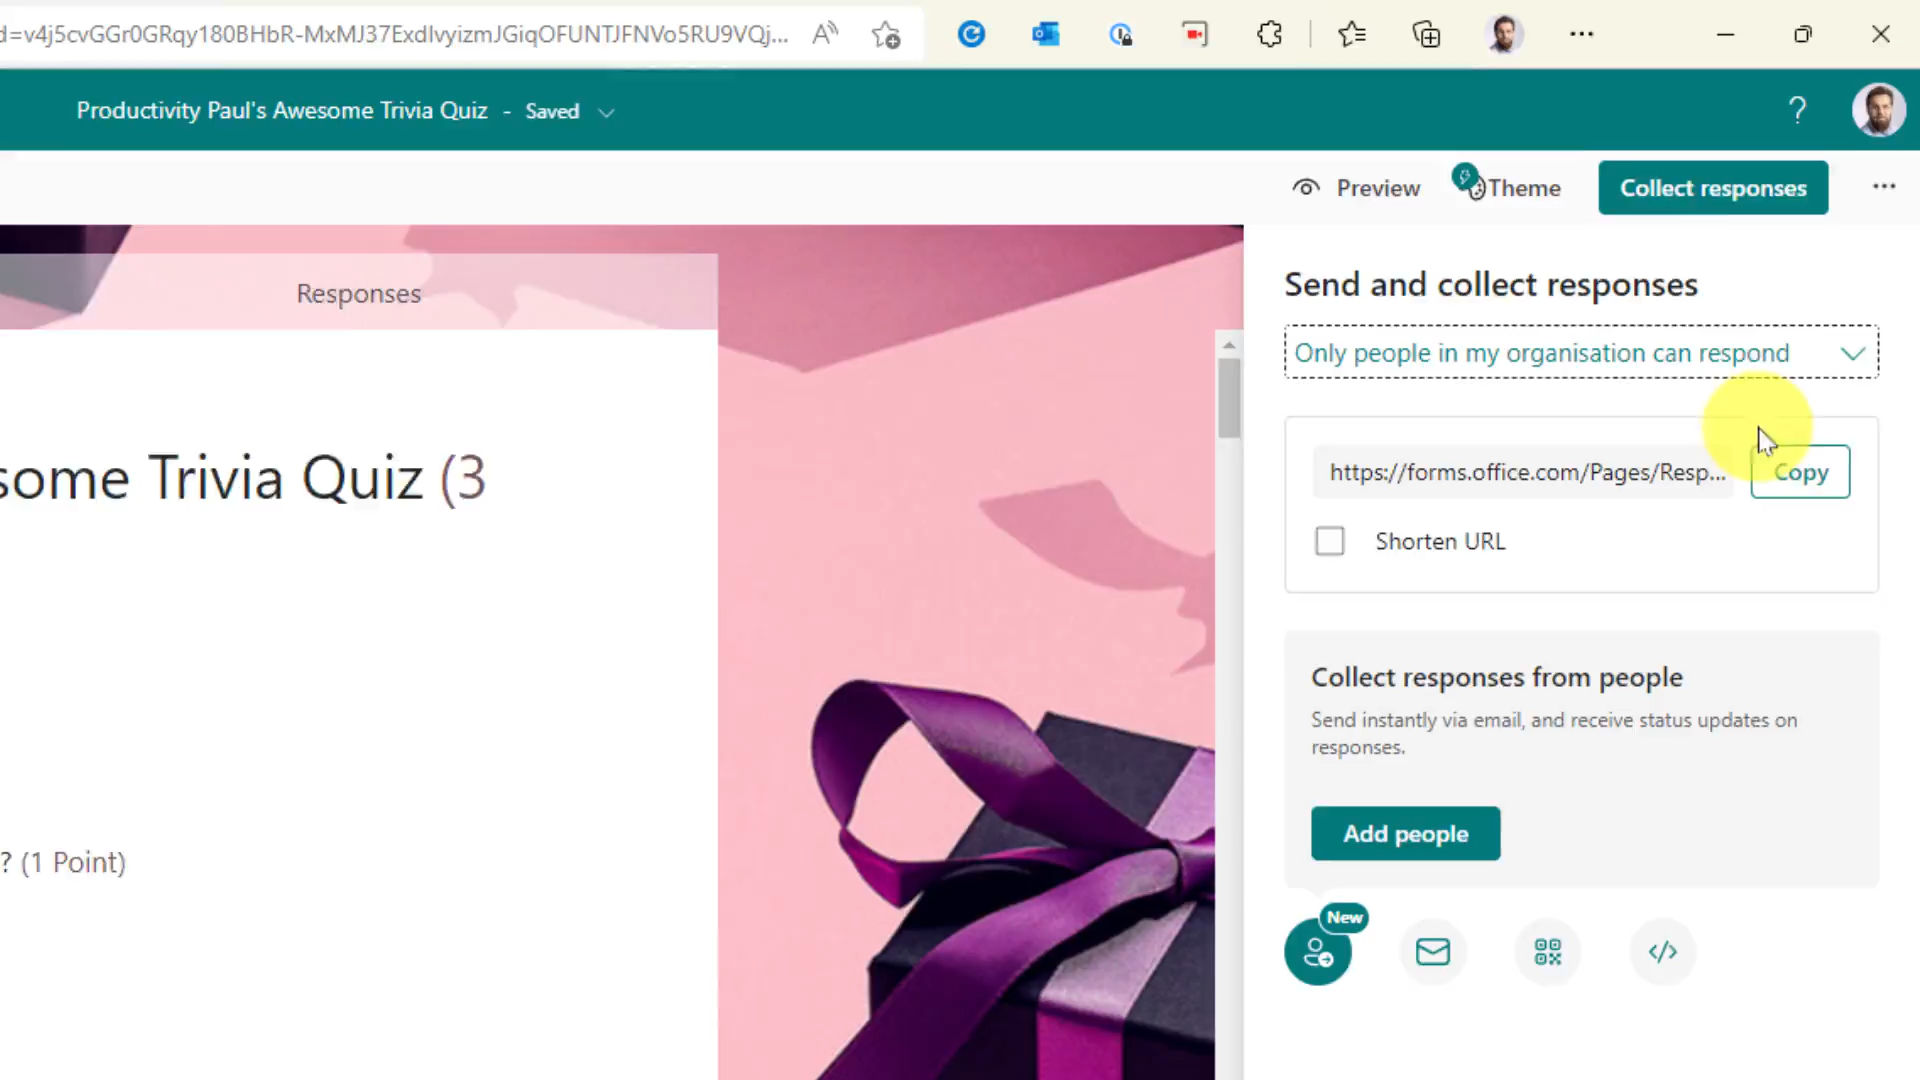 d=v4j5cvGGr0GRqy180BHbR-MxMJ37ExdIvyizmJGiqOFUNTJFNVo5RU9VQj...
Productivity Paul's Awesome Trivia Quiz - Saved
?
Preview
Theme
Collect responses
Responses
Send and collect responses
Only people in my organisation can respond
some Trivia Quiz (3
https://forms.office.com/Pages/Resp...
Copy
Shorten URL
Collect responses from people
Send instantly via email, and receive status updates on
responses.
Add people
? (1 Point)
New